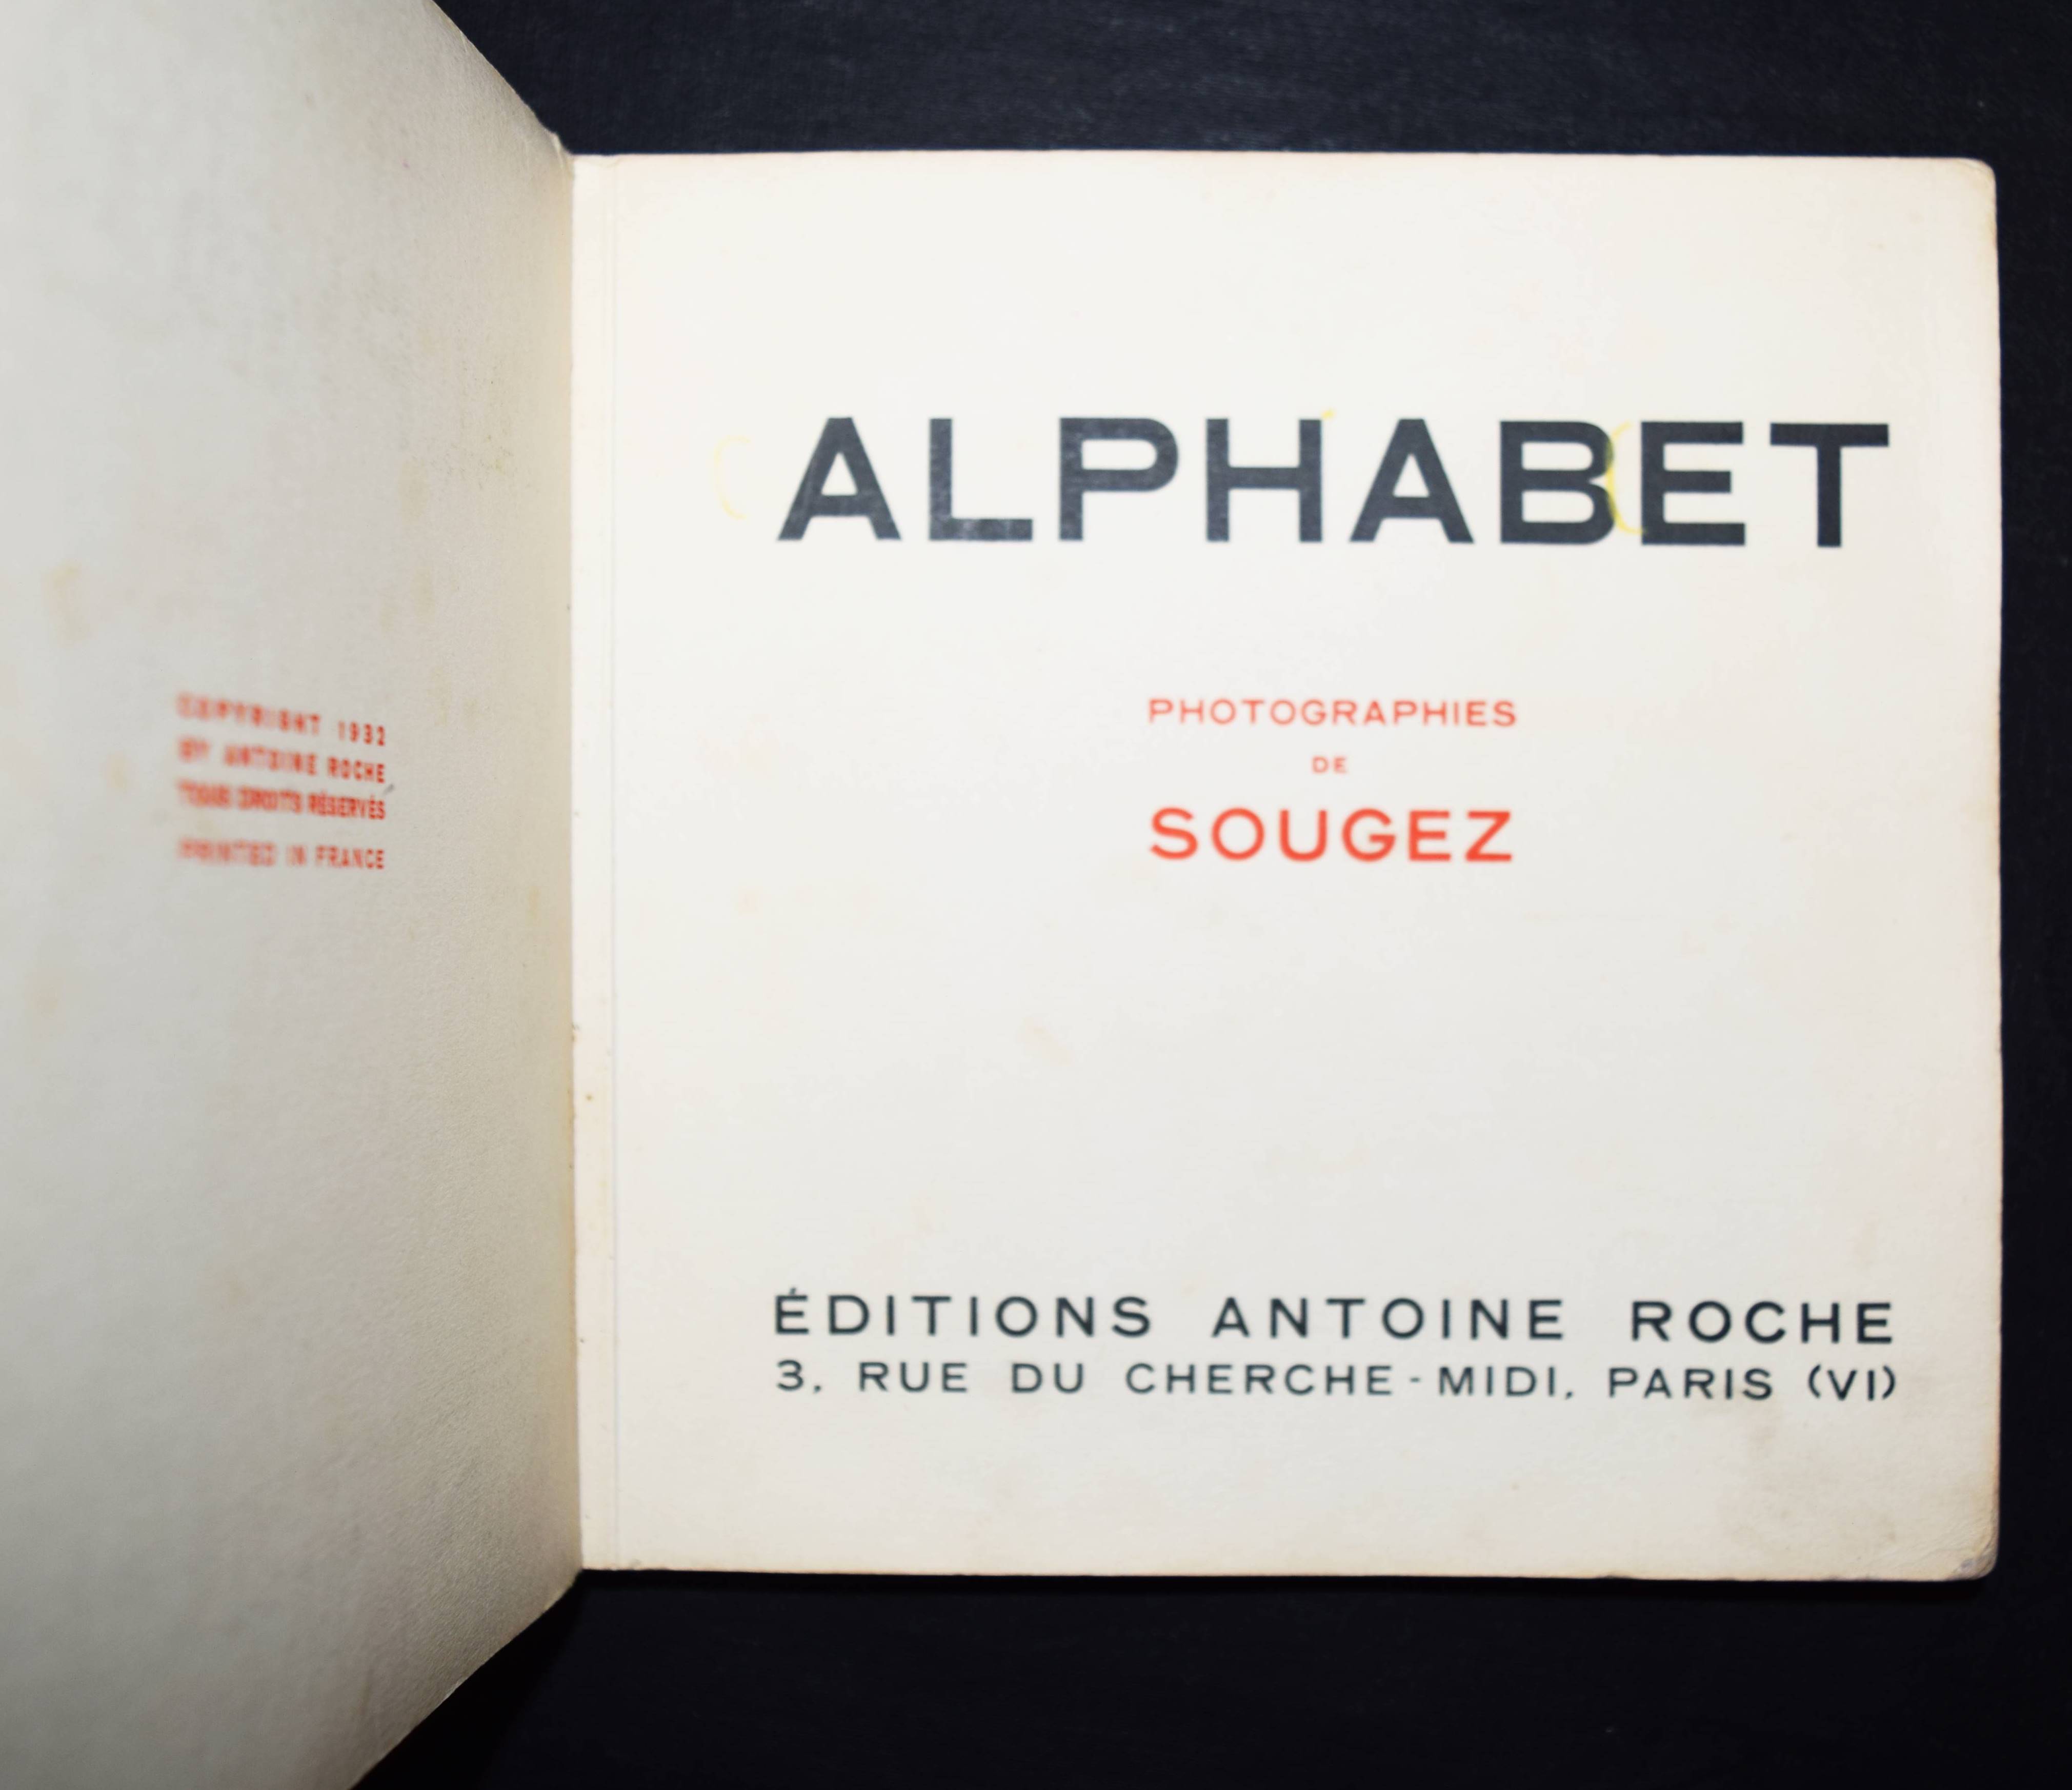 COPYRIGHT 1932
BY ANTOINE ROCHE
TOUS DROITS RÉSERVÉS
PRINTED IN FRANCE
ALPHABET
PHOTOGRAPHIES
DE
SOUGEZ
ÉDITIONS ANTOINE ROCHE
3, RUE DU CHERCHE-MIDI, PARIS (VI)